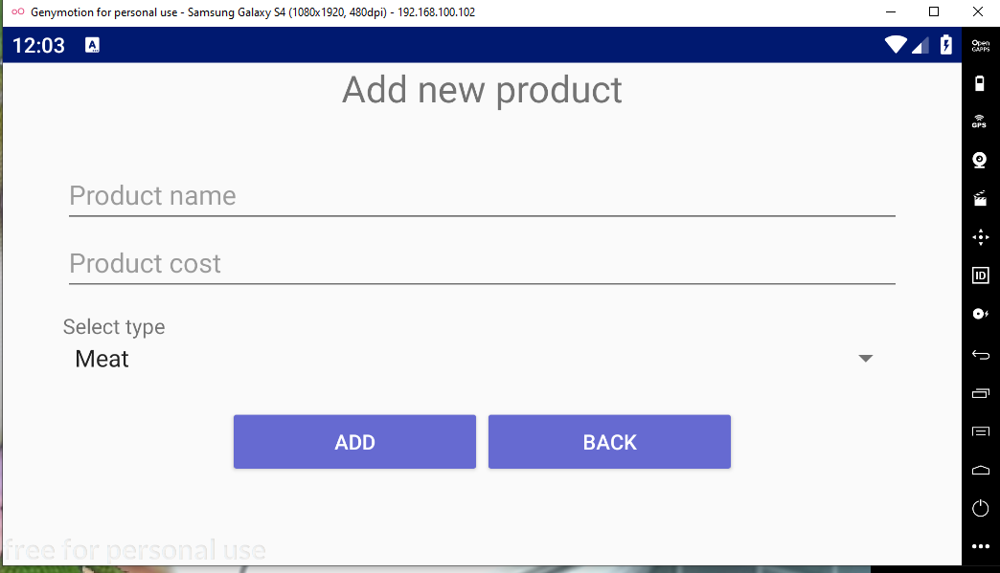 Genymotion for personal use - Samsung Galaxy S4 (1080x1920, 480dpi) - 192.168.100.102
12:03
A
Open
GAPPS
Add new product
GPS
Product name
Product cost
ID
Select type
Meat
ADD
BACK
free for personal use